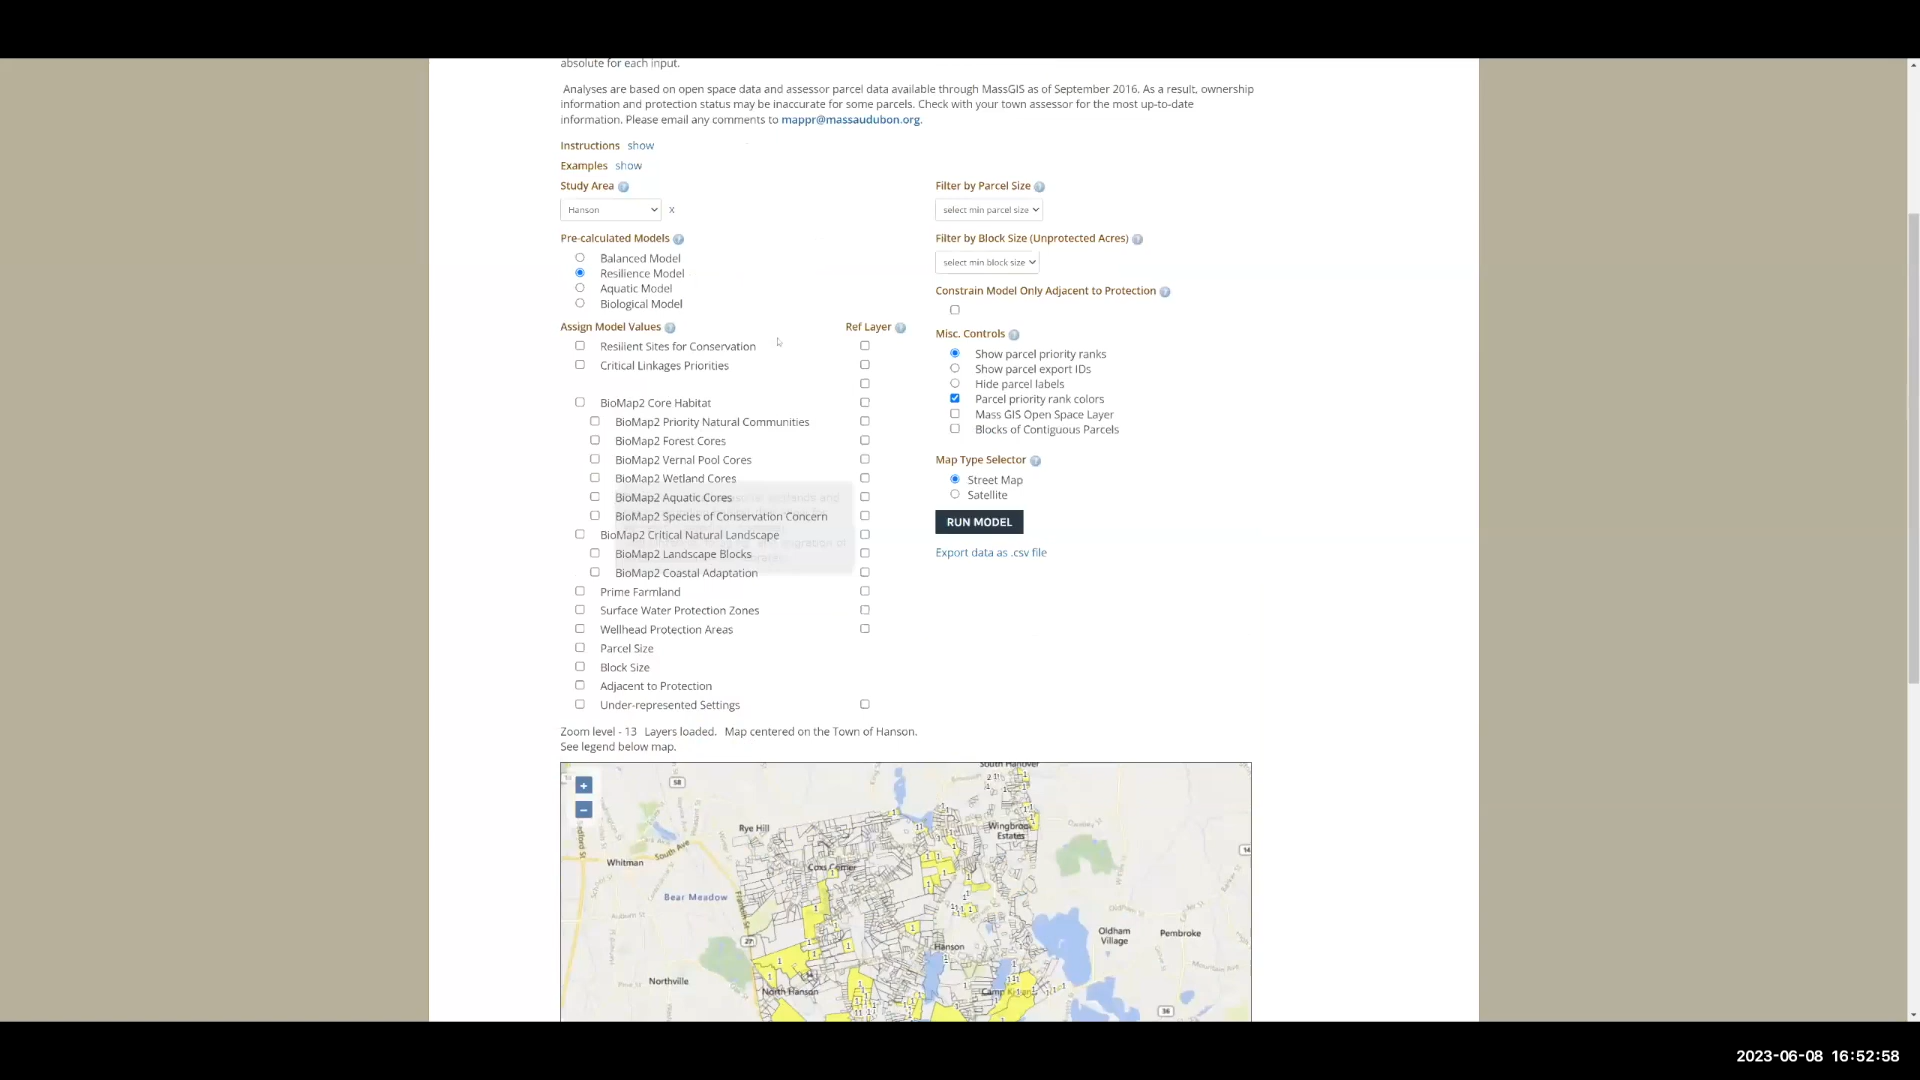 absolute for each input.
Analyses are based on open space data and assessor parcel data available through MassGIS as of September 2016. As a result, ownership
information and protection status may be inaccurate for some parcels. Check with your town assessor for the most up-to-date
information. Please email any comments to mappr@massaudubon.org.
Instructions show
Examples show
Study Area ?
Hanson X
Pre-calculated Models ?
Balanced Model
Resilience Model
Aquatic Model
Biological Model
Assign Model Values ? Ref Layer ?
Resilient Sites for Conservation
Critical Linkages Priorities
BioMap2 Core Habitat
BioMap2 Priority Natural Communities
BioMap2 Forest Cores
BioMap2 Vernal Pool Cores
BioMap2 Wetland Cores
BioMap2 Aquatic Cores
BioMap2 Species of Conservation Concern
BioMap2 Critical Natural Landscape
BioMap2 Landscape Blocks
BioMap2 Coastal Adaptation
Prime Farmland
Surface Water Protection Zones
Wellhead Protection Areas
Parcel Size
Block Size
Adjacent to Protection
Under-represented Settings
Filter by Parcel Size ?
select min parcel size
Filter by Block Size (Unprotected Acres) ?
select min block size
Constrain Model Only Adjacent to Protection ?
Misc. Controls ?
Show parcel priority ranks
Show parcel export IDs
Hide parcel labels
Parcel priority rank colors
Mass GIS Open Space Layer
Blocks of Contiguous Parcels
Map Type Selector ?
Street Map
Satellite
RUN MODEL
Export data as .csv file
Zoom level - 13 Layers loaded. Map centered on the Town of Hanson.
See legend below map.
+
−
58
South Hanover
Rye Hill
Wingbrook
Estates
14
Whitman
South Ave
Coxs Corner
Bear Meadow
27
Oldham
Village
Pembroke
Hanson
Northville
North Hanson
36
2023-06-08 16:52:58